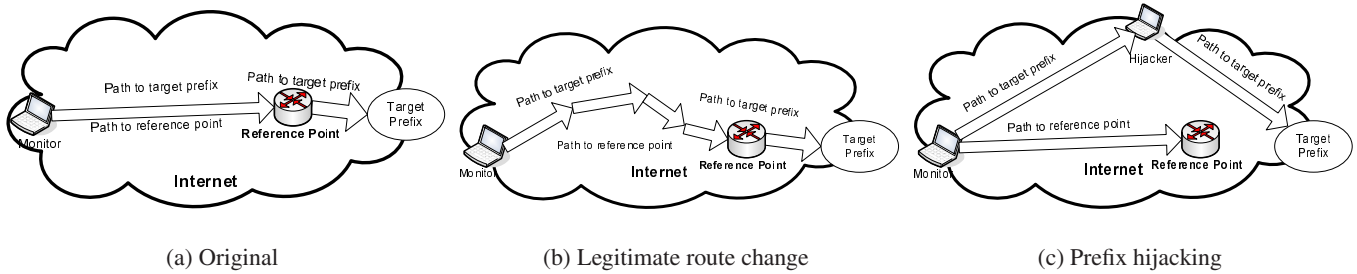 Path to target prefix
Path to target prefix
Path to reference point
Reference Point
Target
Prefix
Monitor
Internet
(a) Original
Path to target prefix
Path to target prefix
Path to reference point
Reference Point
Target
Prefix
Monitor
Internet
(b) Legitimate route change
Hijacker
Path to target prefix
Path to target prefix
Path to reference point
Reference Point
Target
Prefix
Monitor
Internet
(c) Prefix hijacking